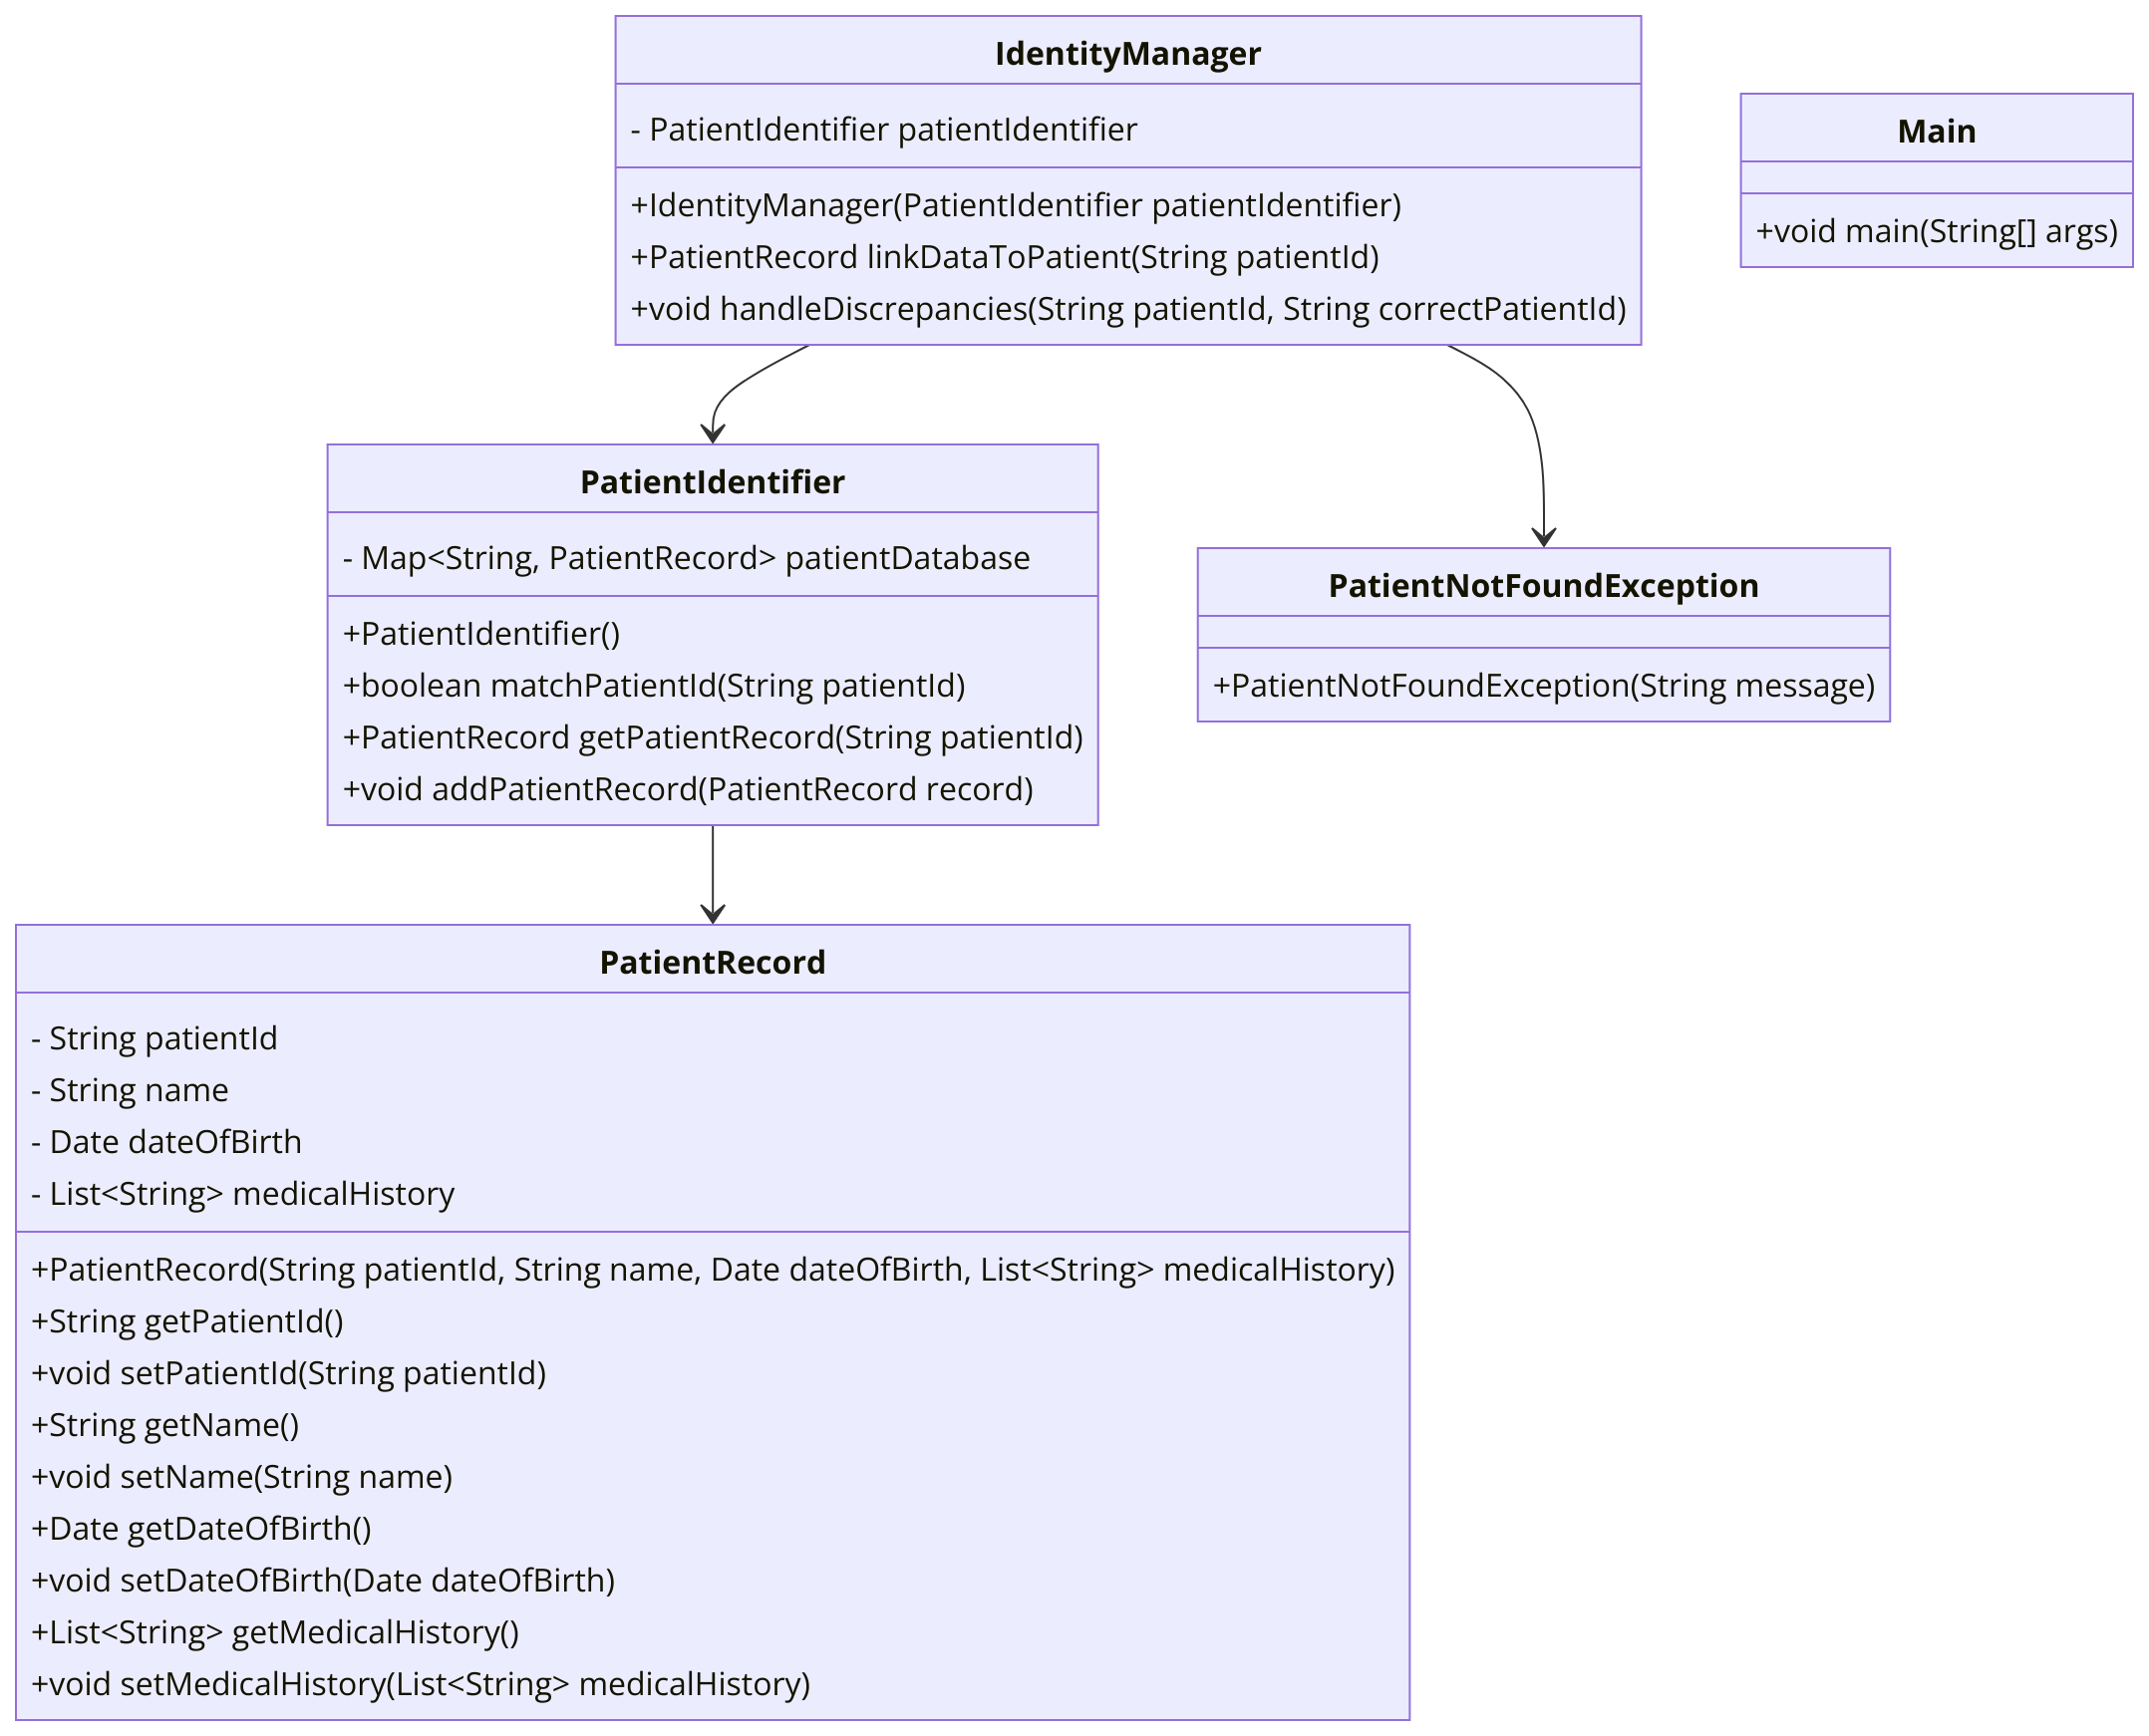 IdentityManager
- PatientIdentifier patientIdentifier
+IdentityManager(PatientIdentifier patientIdentifier)
+PatientRecord linkDataToPatient(String patientId)
+void handleDiscrepancies(String patientId, String correctPatientId)
Main
+void main(String[] args)
PatientIdentifier
- Map<String, PatientRecord> patientDatabase
+PatientIdentifier()
+boolean matchPatientId(String patientId)
+PatientRecord getPatientRecord(String patientId)
+void addPatientRecord(PatientRecord record)
PatientNotFoundException
+PatientNotFoundException(String message)
PatientRecord
- String patientId
- String name
- Date dateOfBirth
- List<String> medicalHistory
+PatientRecord(String patientId, String name, Date dateOfBirth, List<String> medicalHistory)
+String getPatientId()
+void setPatientId(String patientId)
+String getName()
+void setName(String name)
+Date getDateOfBirth()
+void setDateOfBirth(Date dateOfBirth)
+List<String> getMedicalHistory()
+void setMedicalHistory(List<String> medicalHistory)